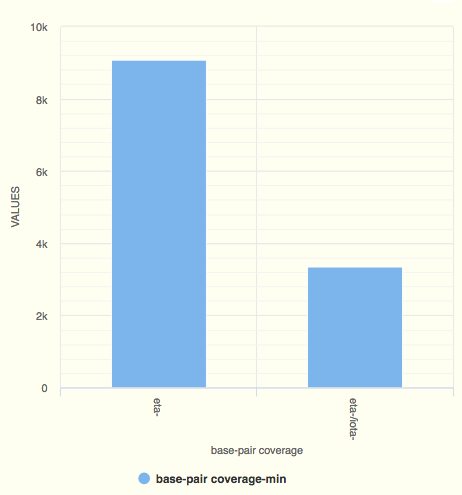 10k
8k
6k
4k
2k
0
VALUES
eta-
eta-/iota-
base-pair coverage
base-pair coverage-min